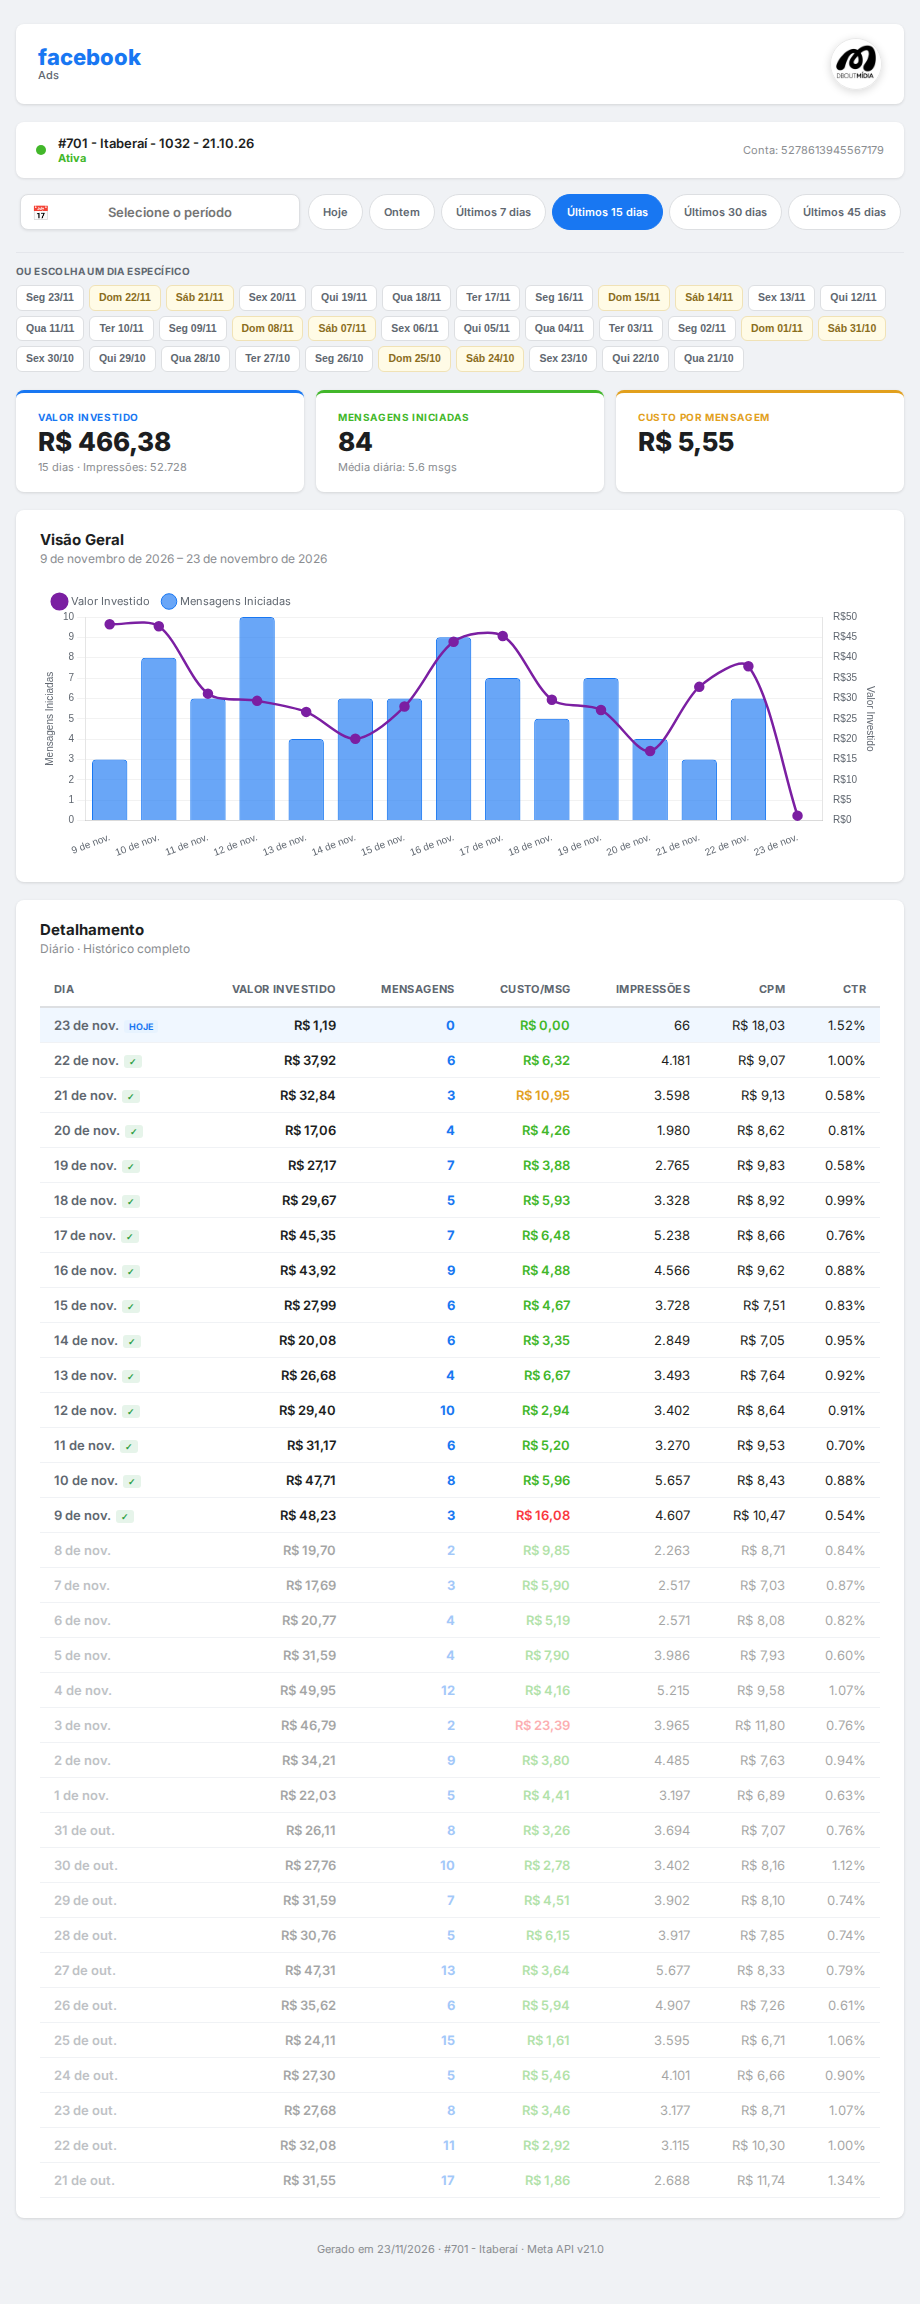 facebook
Ads
DBOUTMÍDIA
#701 - Itaberaí - 1032 - 21.10.26
Ativa
Conta: 5278613945567179
Selecione o período
Hoje
Ontem
Últimos 7 dias
Últimos 15 dias
Últimos 30 dias
Últimos 45 dias
OU ESCOLHA UM DIA ESPECÍFICO
Seg 23/11 Dom 22/11 Sáb 21/11 Sex 20/11 Qui 19/11 Qua 18/11 Ter 17/11 Seg 16/11 Dom 15/11 Sáb 14/11 Sex 13/11 Qui 12/11
Qua 11/11 Ter 10/11 Seg 09/11 Dom 08/11 Sáb 07/11 Sex 06/11 Qui 05/11 Qua 04/11 Ter 03/11 Seg 02/11 Dom 01/11 Sáb 31/10
Sex 30/10 Qui 29/10 Qua 28/10 Ter 27/10 Seg 26/10 Dom 25/10 Sáb 24/10 Sex 23/10 Qui 22/10 Qua 21/10
VALOR INVESTIDO
R$ 466,38
15 dias · Impressões: 52.728
MENSAGENS INICIADAS
84
Média diária: 5.6 msgs
CUSTO POR MENSAGEM
R$ 5,55
Visão Geral
9 de novembro de 2026 – 23 de novembro de 2026
Valor Investido
Mensagens Iniciadas
Mensagens Iniciadas
10
9
8
7
6
5
4
3
2
1
0
R$50
R$45
R$40
R$35
R$30
R$25
R$20
R$15
R$10
R$5
R$0
Valor Investido
9 de nov. 10 de nov. 11 de nov. 12 de nov. 13 de nov. 14 de nov. 15 de nov. 16 de nov. 17 de nov. 18 de nov. 19 de nov. 20 de nov. 21 de nov. 22 de nov. 23 de nov.
Detalhamento
Diário · Histórico completo
DIA VALOR INVESTIDO MENSAGENS CUSTO/MSG IMPRESSÕES CPM CTR
23 de nov. HOJE R$ 1,19 0 R$ 0,00 66 R$ 18,03 1.52%
22 de nov. ✓ R$ 37,92 6 R$ 6,32 4.181 R$ 9,07 1.00%
21 de nov. ✓ R$ 32,84 3 R$ 10,95 3.598 R$ 9,13 0.58%
20 de nov. ✓ R$ 17,06 4 R$ 4,26 1.980 R$ 8,62 0.81%
19 de nov. ✓ R$ 27,17 7 R$ 3,88 2.765 R$ 9,83 0.58%
18 de nov. ✓ R$ 29,67 5 R$ 5,93 3.328 R$ 8,92 0.99%
17 de nov. ✓ R$ 45,35 7 R$ 6,48 5.238 R$ 8,66 0.76%
16 de nov. ✓ R$ 43,92 9 R$ 4,88 4.566 R$ 9,62 0.88%
15 de nov. ✓ R$ 27,99 6 R$ 4,67 3.728 R$ 7,51 0.83%
14 de nov. ✓ R$ 20,08 6 R$ 3,35 2.849 R$ 7,05 0.95%
13 de nov. ✓ R$ 26,68 4 R$ 6,67 3.493 R$ 7,64 0.92%
12 de nov. ✓ R$ 29,40 10 R$ 2,94 3.402 R$ 8,64 0.91%
11 de nov. ✓ R$ 31,17 6 R$ 5,20 3.270 R$ 9,53 0.70%
10 de nov. ✓ R$ 47,71 8 R$ 5,96 5.657 R$ 8,43 0.88%
9 de nov. ✓ R$ 48,23 3 R$ 16,08 4.607 R$ 10,47 0.54%
8 de nov. R$ 19,70 2 R$ 9,85 2.263 R$ 8,71 0.84%
7 de nov. R$ 17,69 3 R$ 5,90 2.517 R$ 7,03 0.87%
6 de nov. R$ 20,77 4 R$ 5,19 2.571 R$ 8,08 0.82%
5 de nov. R$ 31,59 4 R$ 7,90 3.986 R$ 7,93 0.60%
4 de nov. R$ 49,95 12 R$ 4,16 5.215 R$ 9,58 1.07%
3 de nov. R$ 46,79 2 R$ 23,39 3.965 R$ 11,80 0.76%
2 de nov. R$ 34,21 9 R$ 3,80 4.485 R$ 7,63 0.94%
1 de nov. R$ 22,03 5 R$ 4,41 3.197 R$ 6,89 0.63%
31 de out. R$ 26,11 8 R$ 3,26 3.694 R$ 7,07 0.76%
30 de out. R$ 27,76 10 R$ 2,78 3.402 R$ 8,16 1.12%
29 de out. R$ 31,59 7 R$ 4,51 3.902 R$ 8,10 0.74%
28 de out. R$ 30,76 5 R$ 6,15 3.917 R$ 7,85 0.74%
27 de out. R$ 47,31 13 R$ 3,64 5.677 R$ 8,33 0.79%
26 de out. R$ 35,62 6 R$ 5,94 4.907 R$ 7,26 0.61%
25 de out. R$ 24,11 15 R$ 1,61 3.595 R$ 6,71 1.06%
24 de out. R$ 27,30 5 R$ 5,46 4.101 R$ 6,66 0.90%
23 de out. R$ 27,68 8 R$ 3,46 3.177 R$ 8,71 1.07%
22 de out. R$ 32,08 11 R$ 2,92 3.115 R$ 10,30 1.00%
21 de out. R$ 31,55 17 R$ 1,86 2.688 R$ 11,74 1.34%
Gerado em 23/11/2026 · #701 - Itaberaí · Meta API v21.0